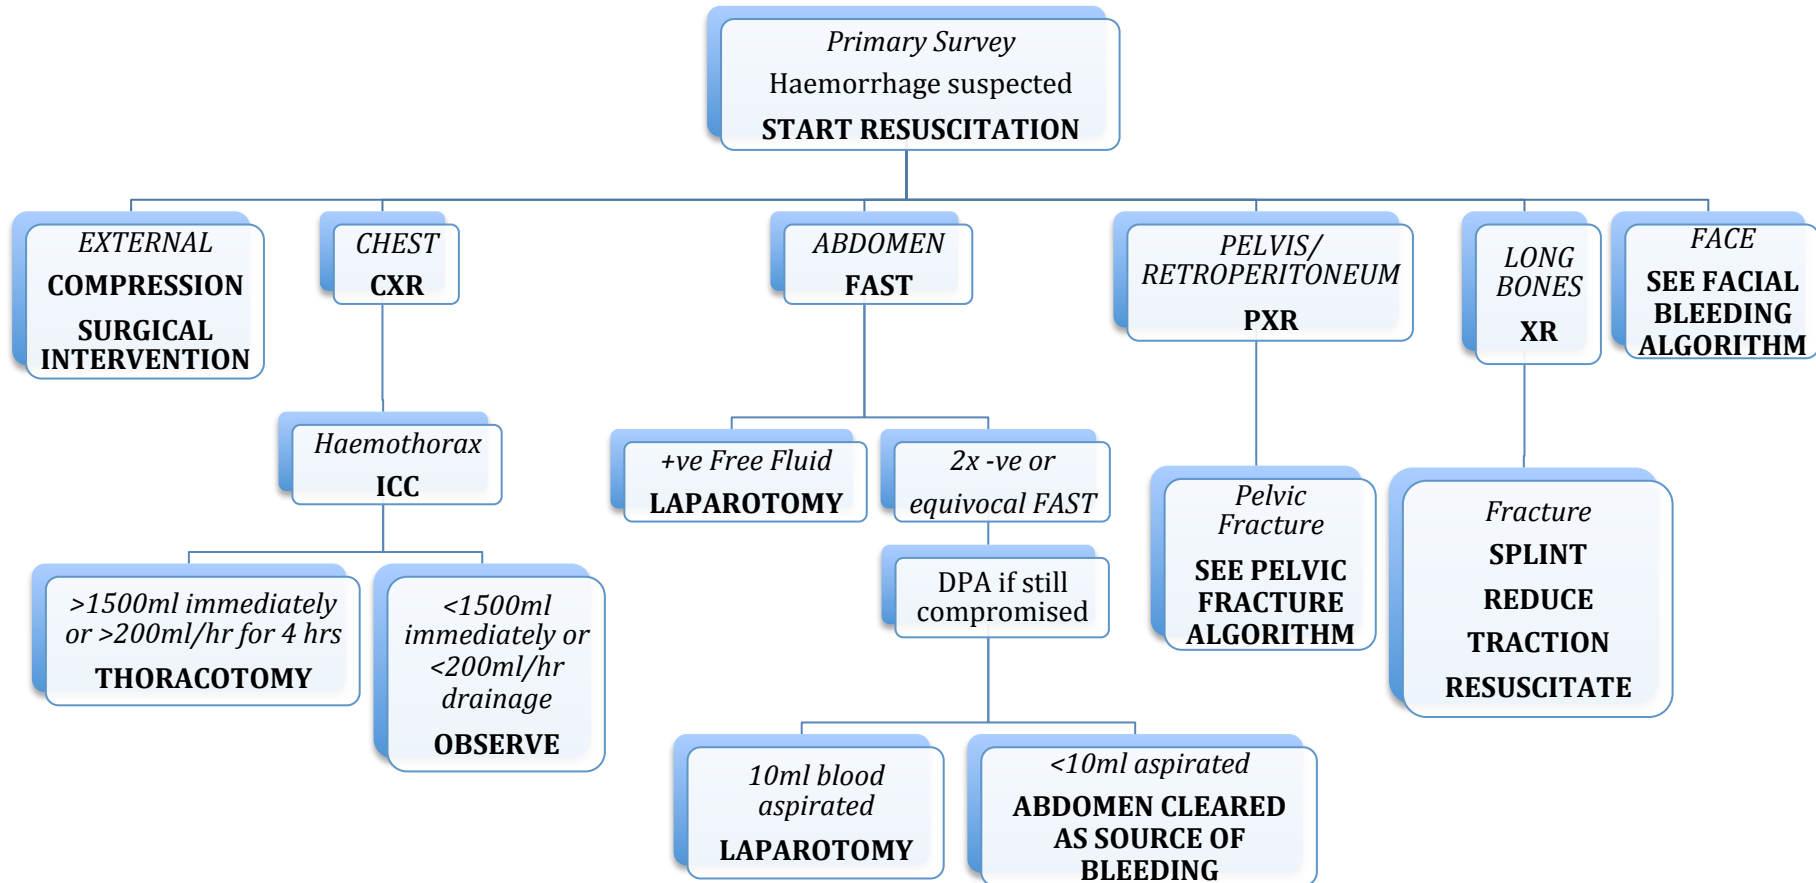 Primary Survey
Haemorrhage suspected
START RESUSCITATION
EXTERNAL
COMPRESSION
SURGICAL
INTERVENTION
CHEST
CXR
ABDOMEN
FAST
PELVIS/
RETROPERITONEUM
PXR
LONG
BONES
XR
FACE
SEE FACIAL
BLEEDING
ALGORITHM
Haemothorax
ICC
+ve Free Fluid
LAPAROTOMY
2x -ve or
equivocal FAST
Pelvic
Fracture
SEE PELVIC
FRACTURE
ALGORITHM
Fracture
SPLINT
REDUCE
TRACTION
RESUSCITATE
>1500ml immediately
or >200ml/hr for 4 hrs
THORACOTOMY
<1500ml
immediately or
<200ml/hr
drainage
OBSERVE
DPA if still
compromised
10ml blood
aspirated
LAPAROTOMY
<10ml aspirated
ABDOMEN CLEARED
AS SOURCE OF
BLEEDING